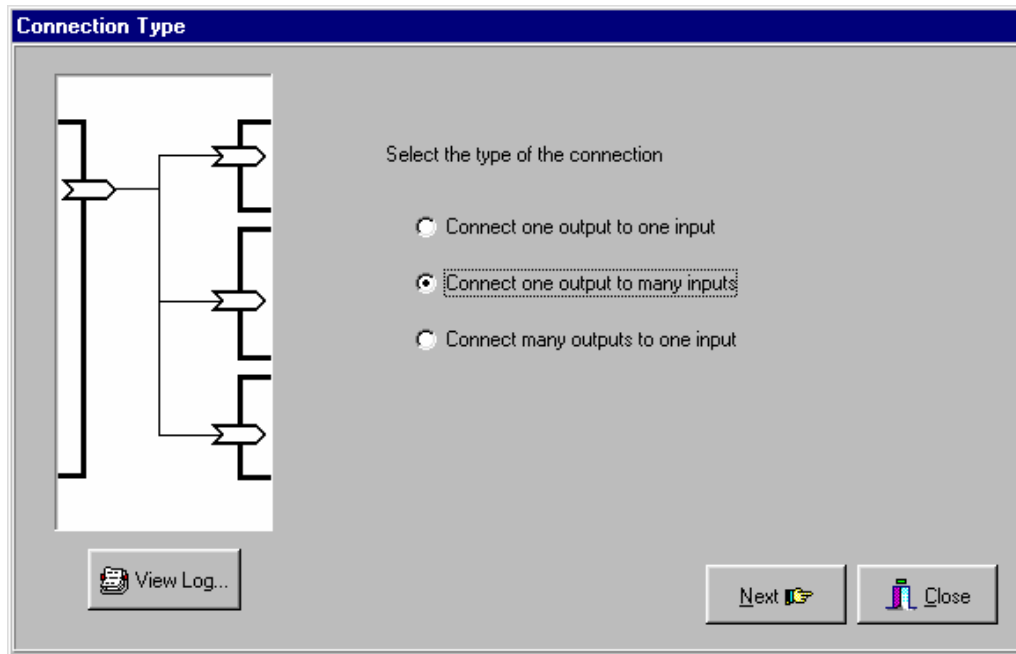 Connection Type
Select the type of the connection
Connect one output to one input
Connect one output to many inputs
Connect many outputs to one input
View Log...
Next
Close